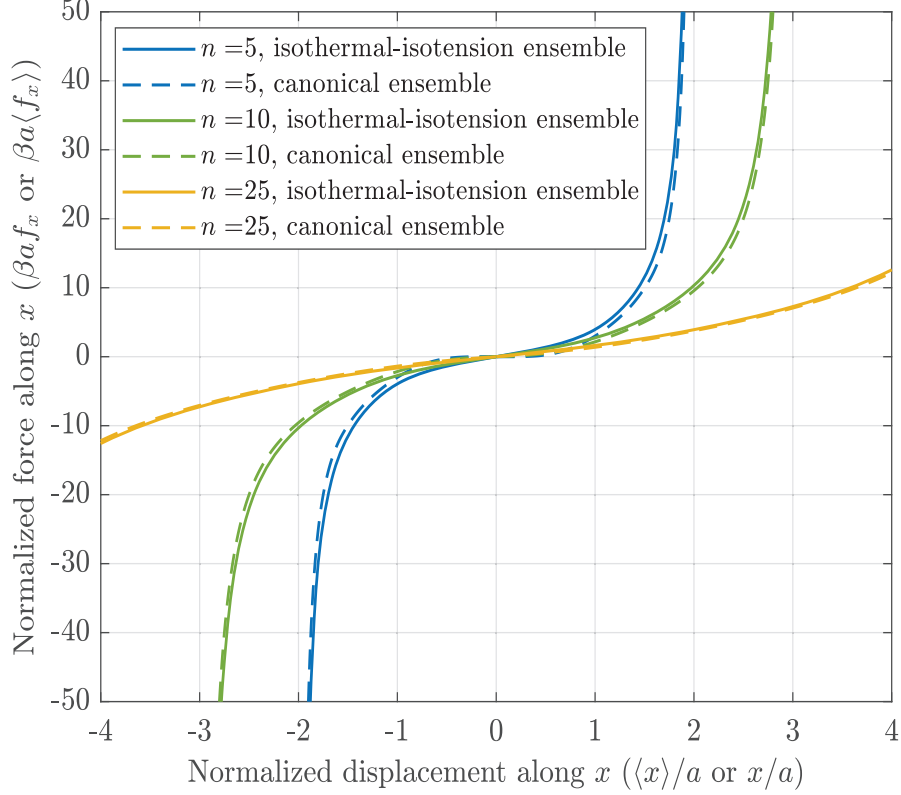 50
40
30
20
10
0
-10
-20
-30
-40
-50
Normalized force along x (βaf_x or βa⟨f_x⟩)
n =5, isothermal-isotension ensemble
n =5, canonical ensemble
n =10, isothermal-isotension ensemble
n =10, canonical ensemble
n =25, isothermal-isotension ensemble
n =25, canonical ensemble
-4 -3 -2 -1 0 1 2 3 4
Normalized displacement along x (⟨x⟩/a or x/a)